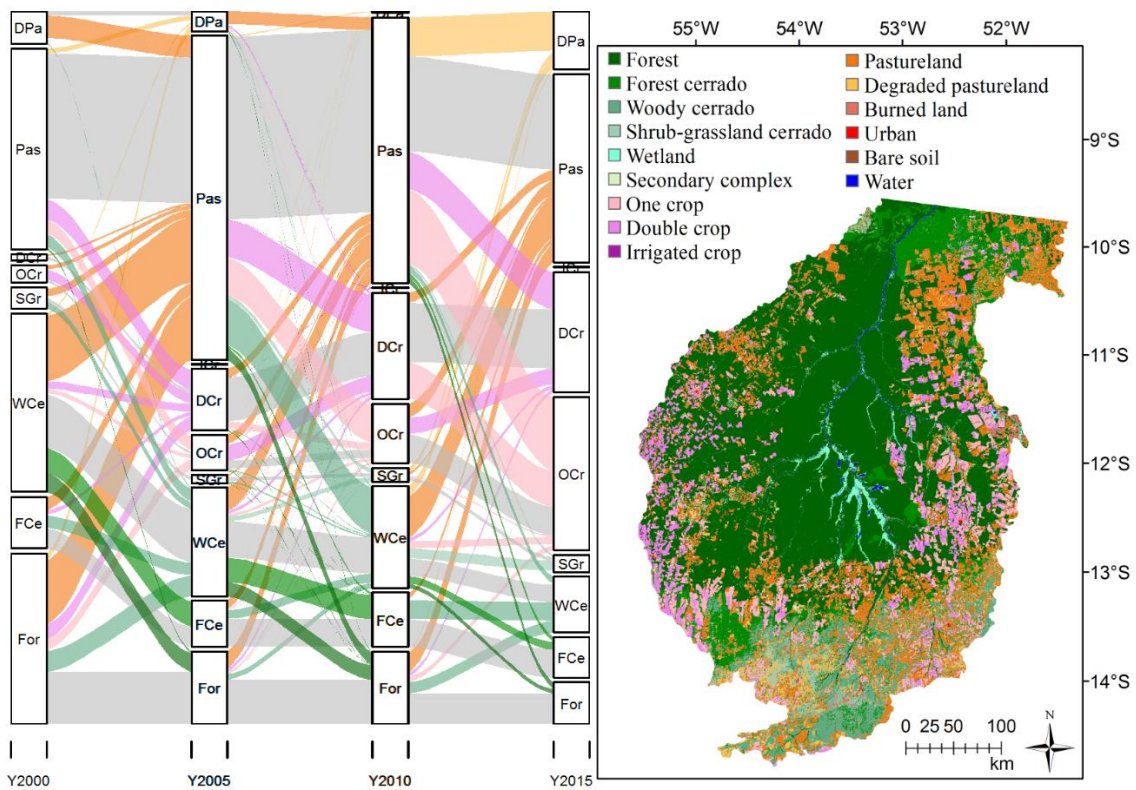 DPa
Pas
DCr
OCr
SGr
WCe
FCe
For
Y2000
DPa
Pas
ICr
DCr
OCr
SGr
WCe
FCe
For
Y2005
DPa
Pas
ICr
DCr
OCr
SGr
WCe
FCe
For
Y2010
DPa
Pas
ICr
DCr
OCr
SGr
WCe
FCe
For
Y2015
55°W 54°W 53°W 52°W
Forest
Forest cerrado
Woody cerrado
Shrub-grassland cerrado
Wetland
Secondary complex
One crop
Double crop
Irrigated crop
Pastureland
Degraded pastureland
Burned land
Urban
Bare soil
Water
9°S
10°S
11°S
12°S
13°S
14°S
0 25 50 100
km
N